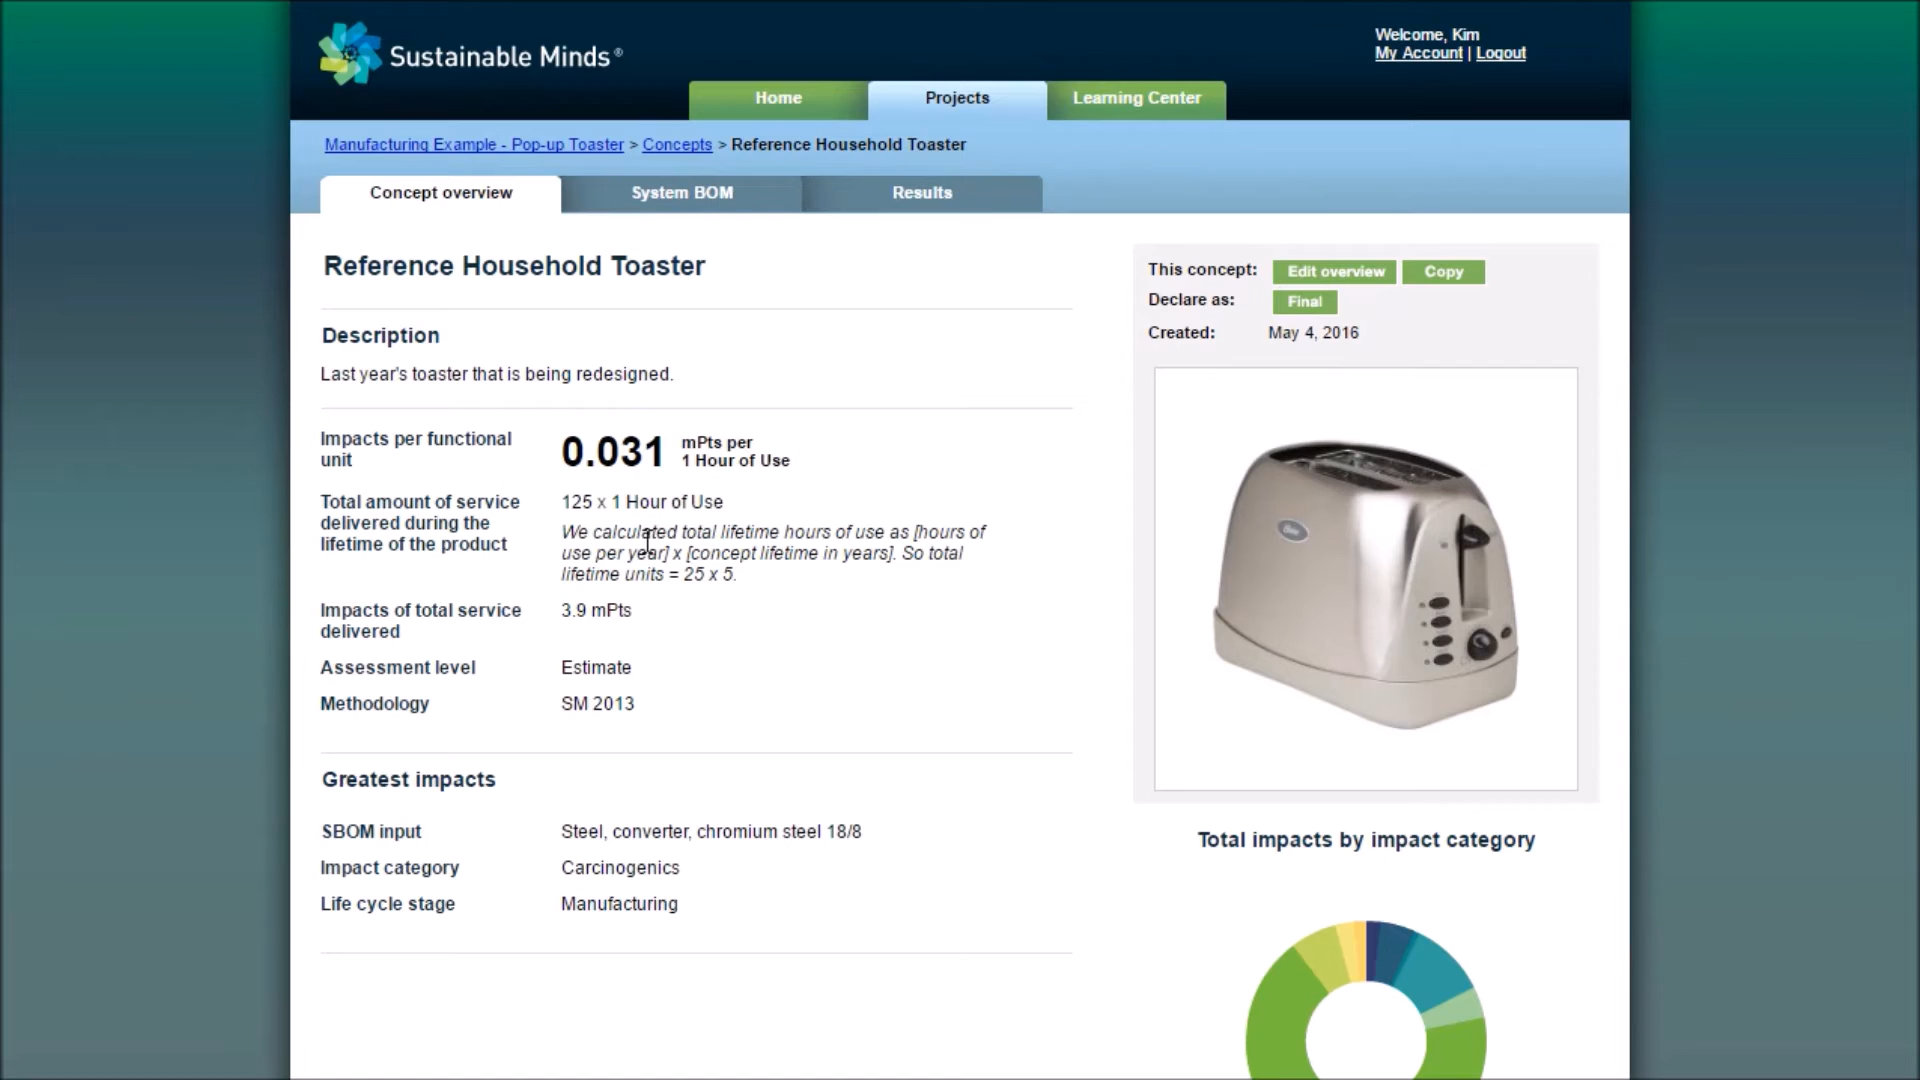 Sustainable Minds®
Welcome, Kim
My Account | Logout
Home
Projects
Learning Center
Manufacturing Example - Pop-up Toaster > Concepts > Reference Household Toaster
Concept overview
System BOM
Results
Reference Household Toaster
Description
Last year's toaster that is being redesigned.
Impacts per functional
unit
0.031
mPts per
1 Hour of Use
Total amount of service
delivered during the
lifetime of the product
125 x 1 Hour of Use
We calculated total lifetime hours of use as [hours of
use per year] x [concept lifetime in years]. So total
lifetime units = 25 x 5.
Impacts of total service
delivered
3.9 mPts
Assessment level
Estimate
Methodology
SM 2013
Greatest impacts
SBOM input
Steel, converter, chromium steel 18/8
Impact category
Carcinogenics
Life cycle stage
Manufacturing
This concept:
Edit overview
Copy
Declare as:
Final
Created:
May 4, 2016
Total impacts by impact category